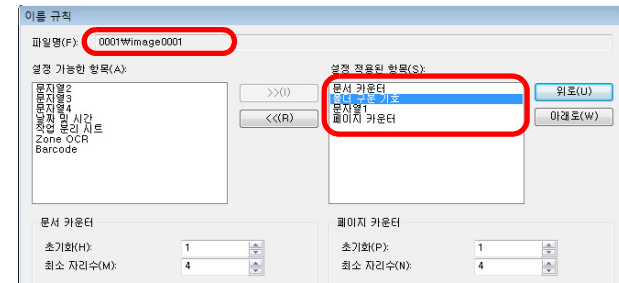 이름 규칙
파일명(F): 0001₩image0001
설정 가능한 항목(A):
설정 적용된 항목(S):
문자열2
문자열3
문자열4
날짜 및 시간
작업 분리 시트
Zone OCR
Barcode
>>(I)
<<(R)
문서 카운터
폴더 구분 기호
문자열1
페이지 카운터
위로(U)
아래로(W)
문서 카운터
초기화(H): 1
최소 자리수(M): 4
페이지 카운터
초기화(P): 1
최소 자리수(N): 4